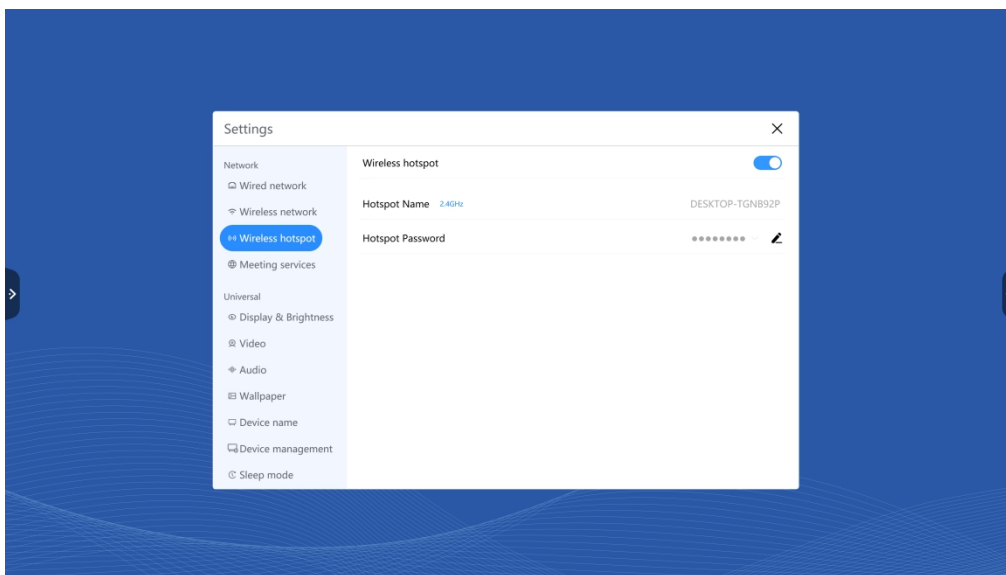 Settings
Network
Wired network
Wireless network
Wireless hotspot
Meeting services
Universal
Display & Brightness
Video
Audio
Wallpaper
Device name
Device management
Sleep mode
Wireless hotspot
Hotspot Name 2.4GHz DESKTOP-TGNB92P
Hotspot Password ●●●●●●●●